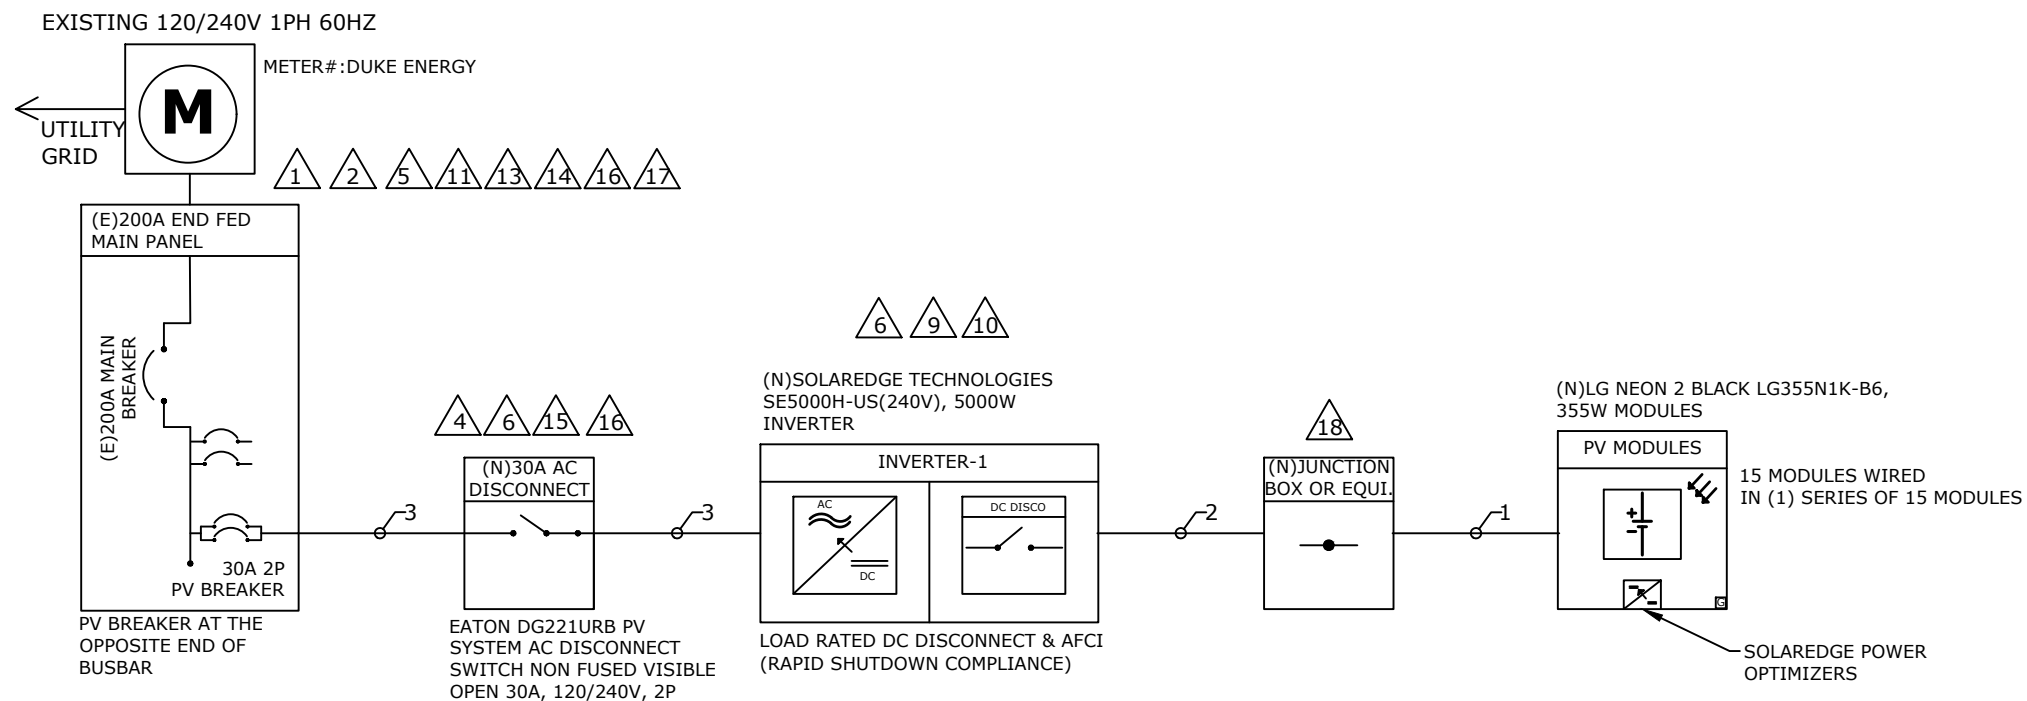 EXISTING 120/240V 1PH 60HZ
METER#:DUKE ENERGY
M
UTILITY
GRID
1 2 5 11 13 14 16 17
(E)200A END FED
MAIN PANEL
(E)200A MAIN
BREAKER
30A 2P
PV BREAKER
PV BREAKER AT THE
OPPOSITE END OF
BUSBAR
3
4 6 15 16
(N)30A AC
DISCONNECT
EATON DG221URB PV
SYSTEM AC DISCONNECT
SWITCH NON FUSED VISIBLE
OPEN 30A, 120/240V, 2P
3
6 9 10
(N)SOLAREDGE TECHNOLOGIES
SE5000H-US(240V), 5000W
INVERTER
INVERTER-1
AC
DC
DC DISCO
LOAD RATED DC DISCONNECT & AFCI
(RAPID SHUTDOWN COMPLIANCE)
2
18
(N)JUNCTION
BOX OR EQUI.
1
(N)LG NEON 2 BLACK LG355N1K-B6,
355W MODULES
PV MODULES
G
15 MODULES WIRED
IN (1) SERIES OF 15 MODULES
SOLAREDGE POWER
OPTIMIZERS